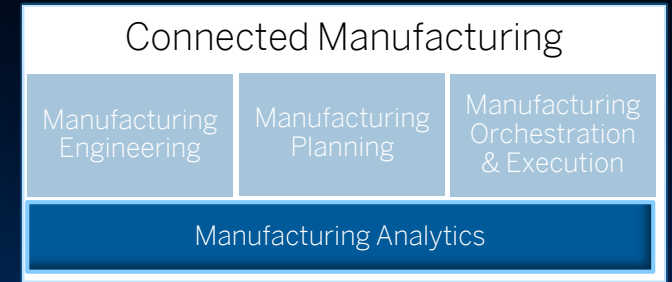 Connected Manufacturing
Manufacturing
Engineering
Manufacturing
Planning
Manufacturing
Orchestration
& Execution
Manufacturing Analytics